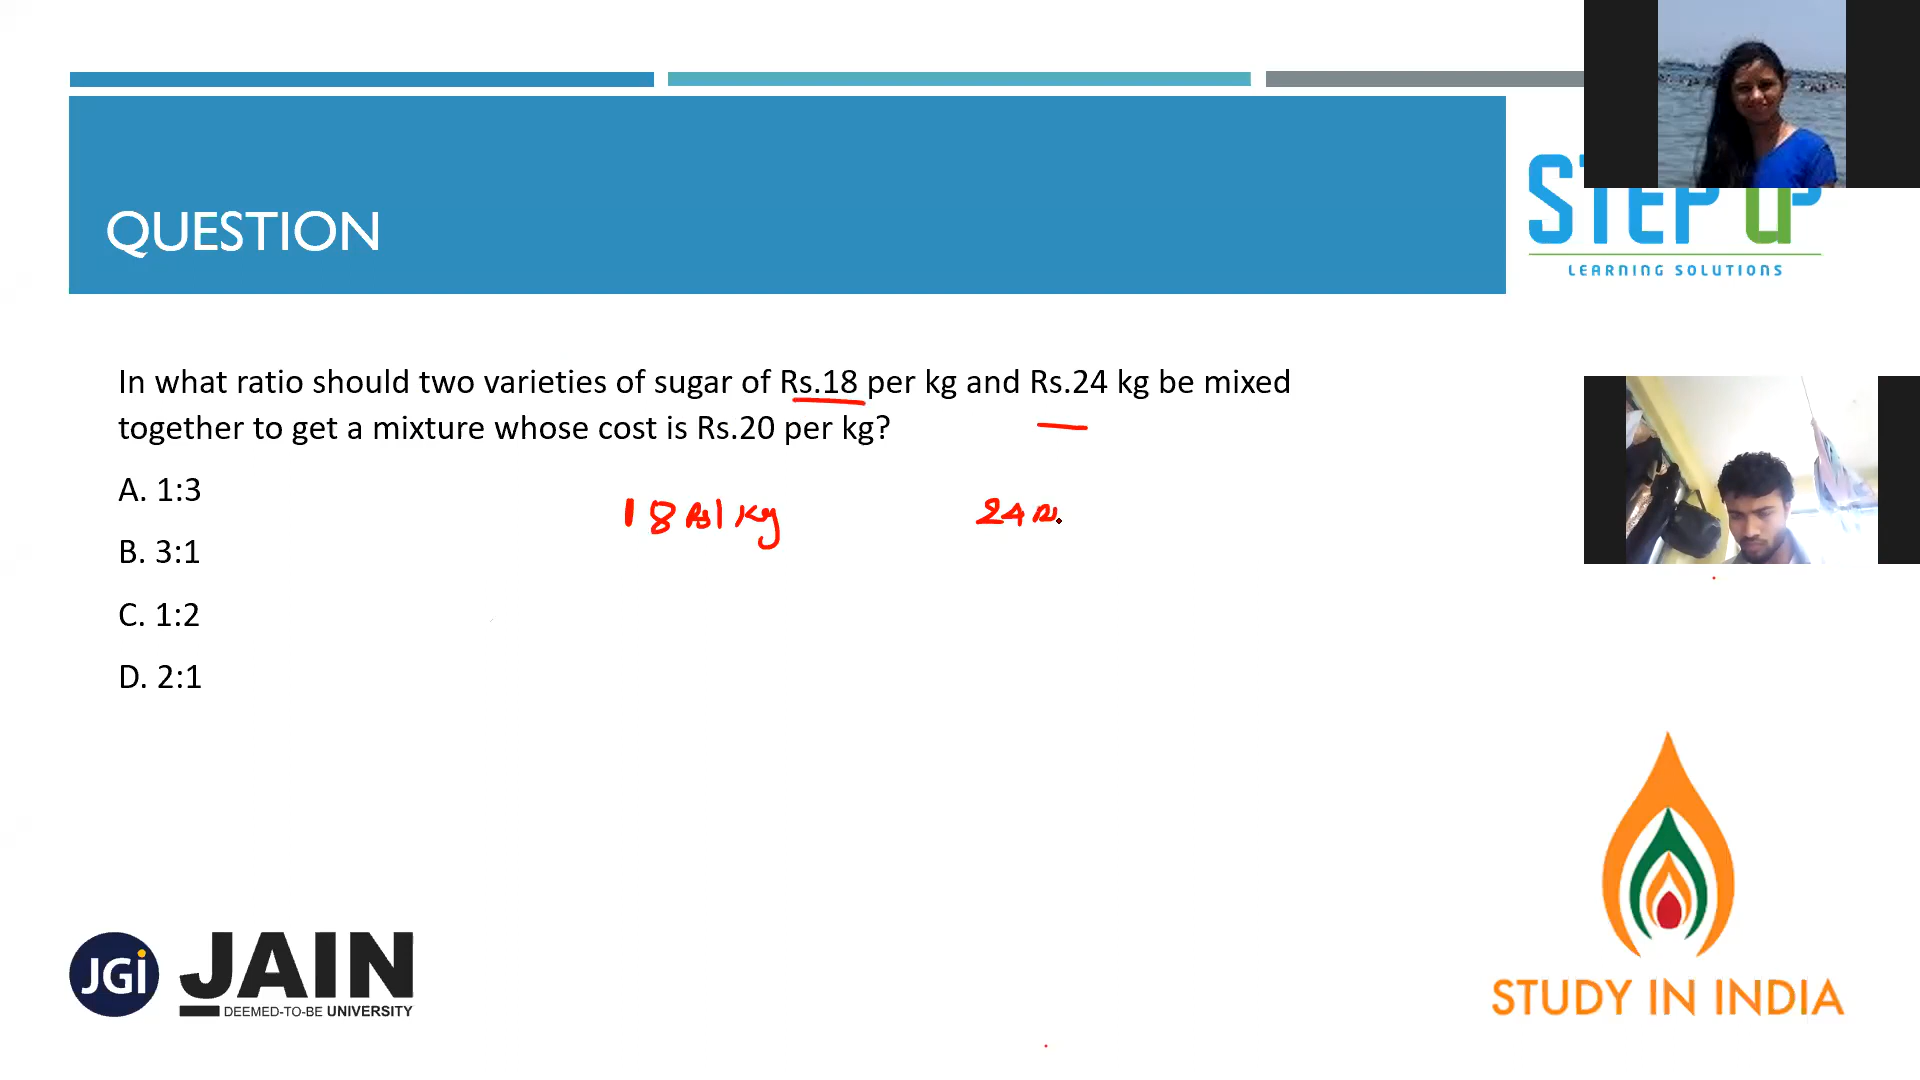 STEP UP
LEARNING SOLUTIONS
QUESTION
In what ratio should two varieties of sugar of Rs.18 per kg and Rs.24 kg be mixed
together to get a mixture whose cost is Rs.20 per kg?
A. 1:3
18 Rs/kg 24 Rs.
B. 3:1
C. 1:2
D. 2:1
JGi JAIN
DEEMED-TO-BE UNIVERSITY
STUDY IN INDIA